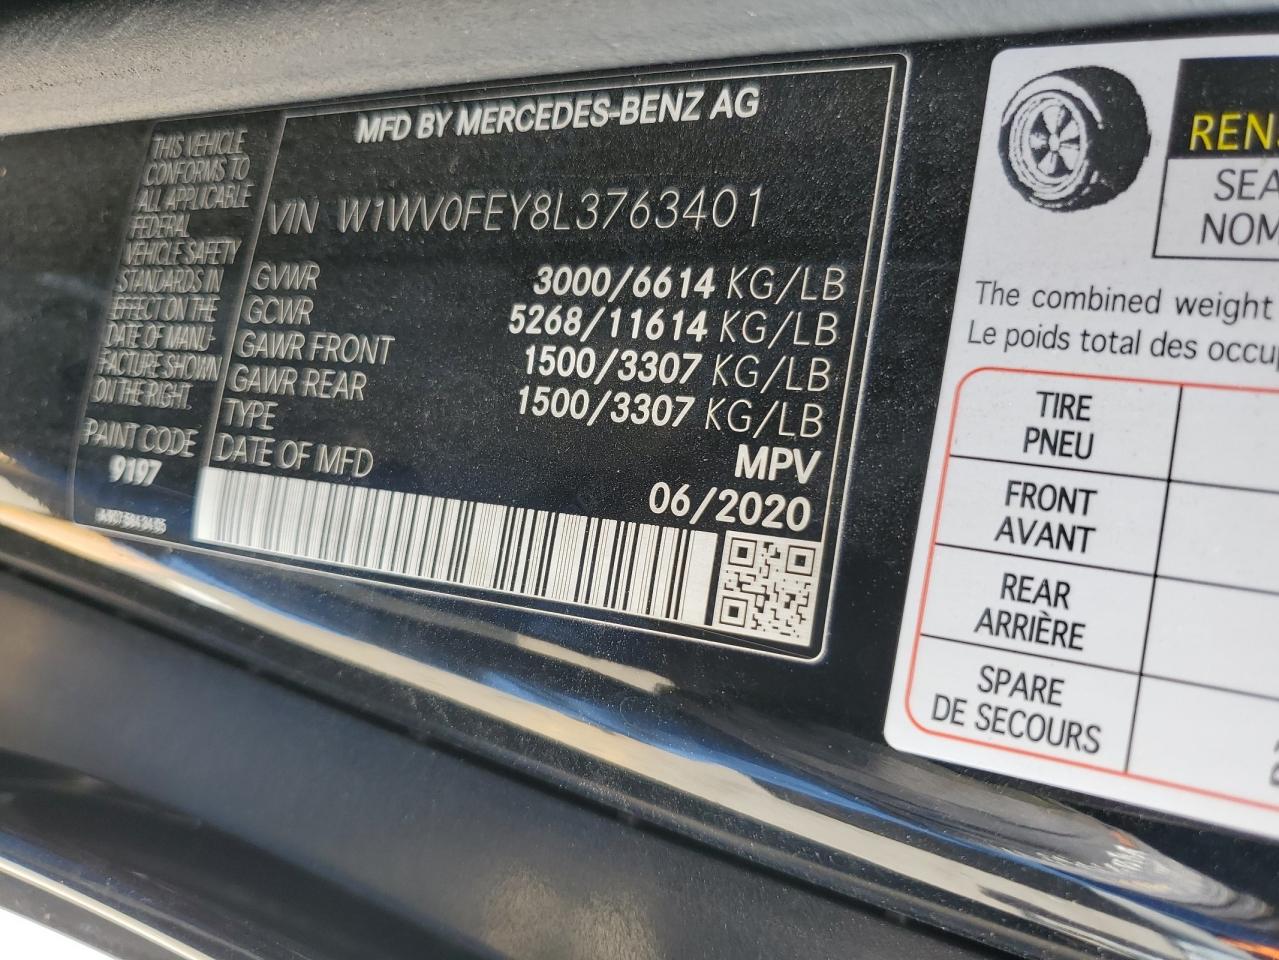 MFD BY MERCEDES-BENZ AG
THIS VEHICLE
CONFORMS TO
ALL APPLICABLE
FEDERAL
VEHICLE SAFETY
STANDARDS IN
EFFECT ON THE
DATE OF MANU-
FACTURE SHOWN
ON THE RIGHT.
PAINT CODE
9197
VIN W1WV0FEY8L3763401
GVWR 3000/6614 KG/LB
GCWR 5268/11614 KG/LB
GAWR FRONT 1500/3307 KG/LB
GAWR REAR 1500/3307 KG/LB
TYPE MPV
DATE OF MFD 06/2020
RENS
SEA
NOM
The combined weight
Le poids total des occup
TIRE
PNEU
FRONT
AVANT
REAR
ARRIÈRE
SPARE
DE SECOURS